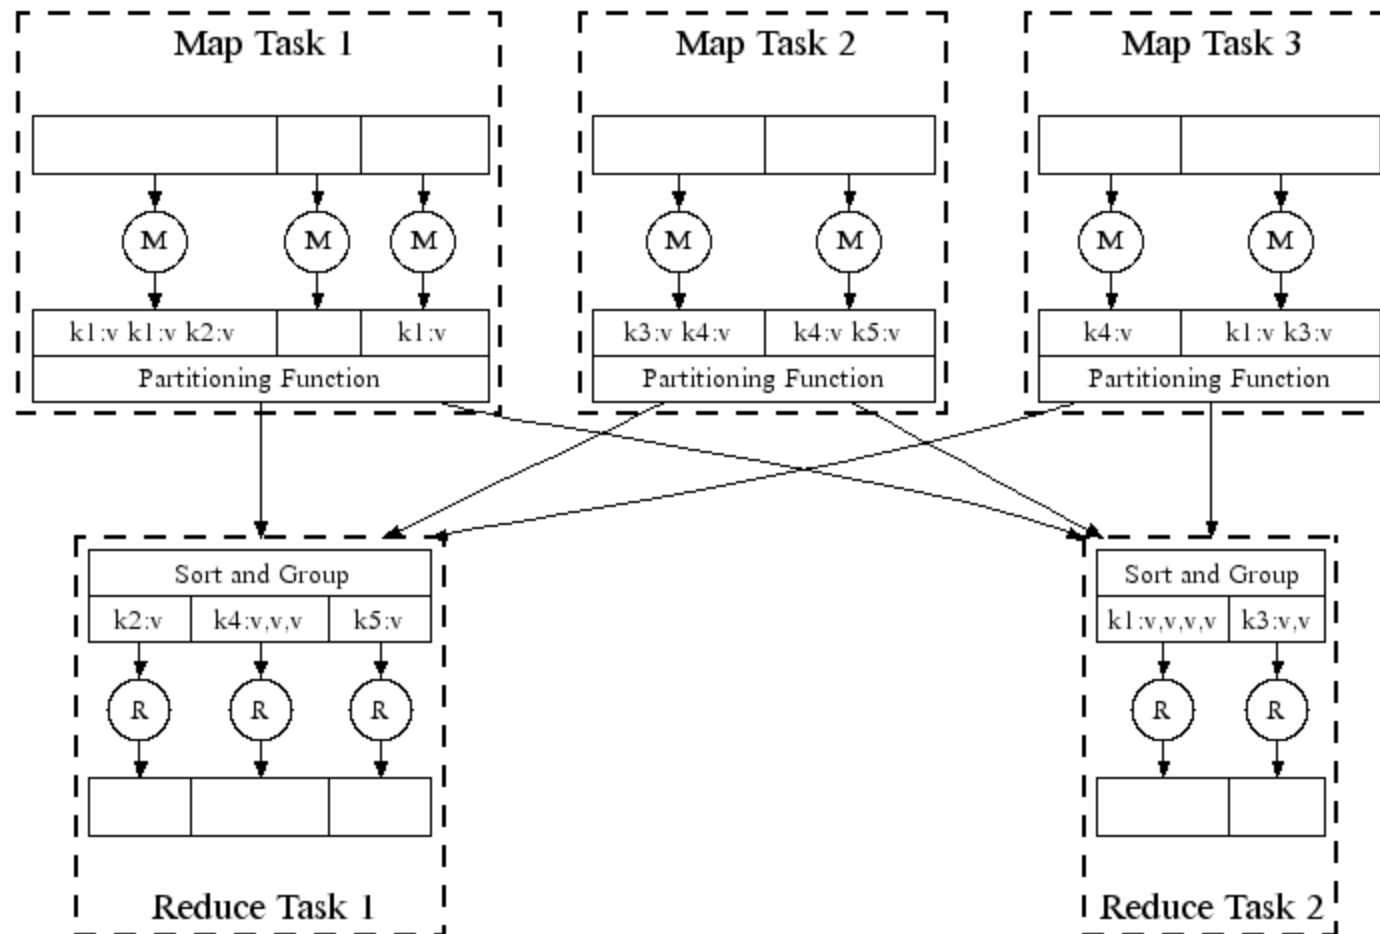 Map Task 1
Map Task 2
Map Task 3
M
M
M
M
M
M
M
k1:v k1:v k2:v
k1:v
k3:v k4:v
k4:v k5:v
k4:v
k1:v k3:v
Partitioning Function
Partitioning Function
Partitioning Function
Sort and Group
Sort and Group
k2:v
k4:v,v,v
k5:v
k1:v,v,v,v
k3:v,v
R
R
R
R
R
Reduce Task 1
Reduce Task 2